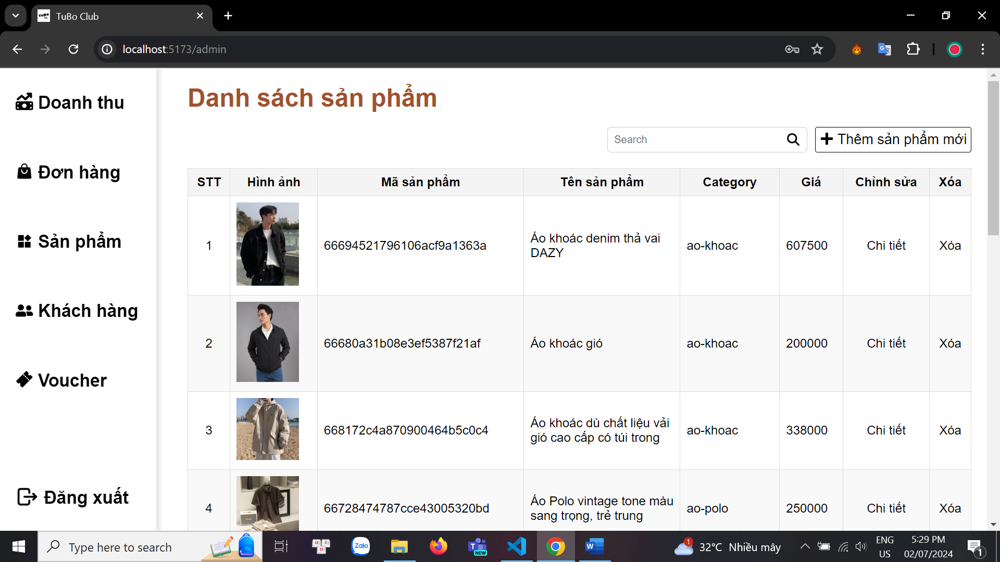 TuBo Club
localhost:5173/admin
Doanh thu
Đơn hàng
Sản phẩm
Khách hàng
Voucher
Đăng xuất
Danh sách sản phẩm
Search
Thêm sản phẩm mới
STT Hình ảnh Mã sản phẩm Tên sản phẩm Category Giá Chỉnh sửa Xóa
1 66694521796106acf9a1363a Áo khoác denim thả vai DAZY ao-khoac 607500 Chi tiết Xóa
2 66680a31b08e3ef5387f21af Áo khoác gió ao-khoac 200000 Chi tiết Xóa
3 668172c4a870900464b5c0c4 Áo khoác dù chất liệu vải gió cao cấp có túi trong ao-khoac 338000 Chi tiết Xóa
4 66728474787cce43005320bd Áo Polo vintage tone màu sang trọng, trẻ trung ao-polo 250000 Chi tiết Xóa
Type here to search
Zalo
NEW
1
32°C Nhiều mây
ENG
US
5:29 PM
02/07/2024
1